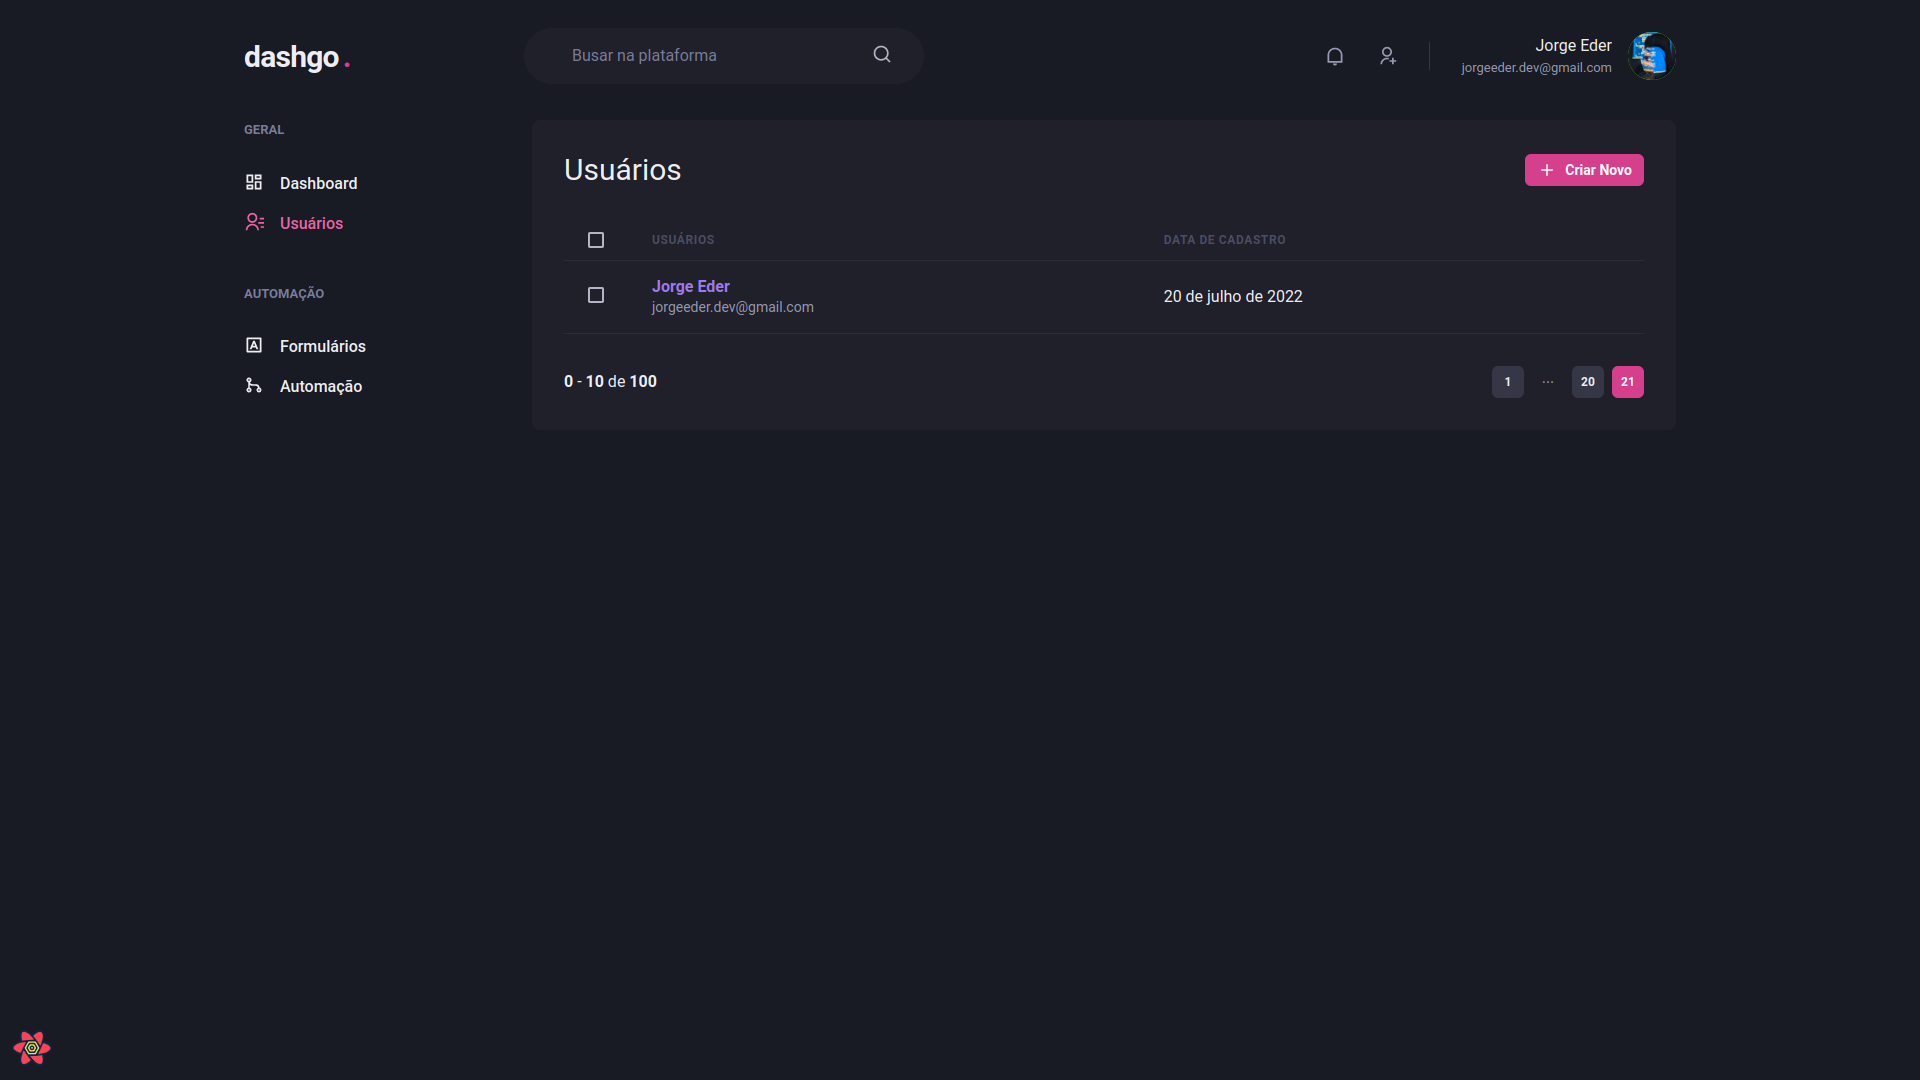 dashgo.
Busar na plataforma
Jorge Eder
jorgeeder.dev@gmail.com
GERAL
Dashboard
Usuários
AUTOMAÇÃO
Formulários
Automação
Usuários
Criar Novo
USUÁRIOS DATA DE CADASTRO
Jorge Eder
jorgeeder.dev@gmail.com
20 de julho de 2022
0 - 10 de 100
1 ... 20 21